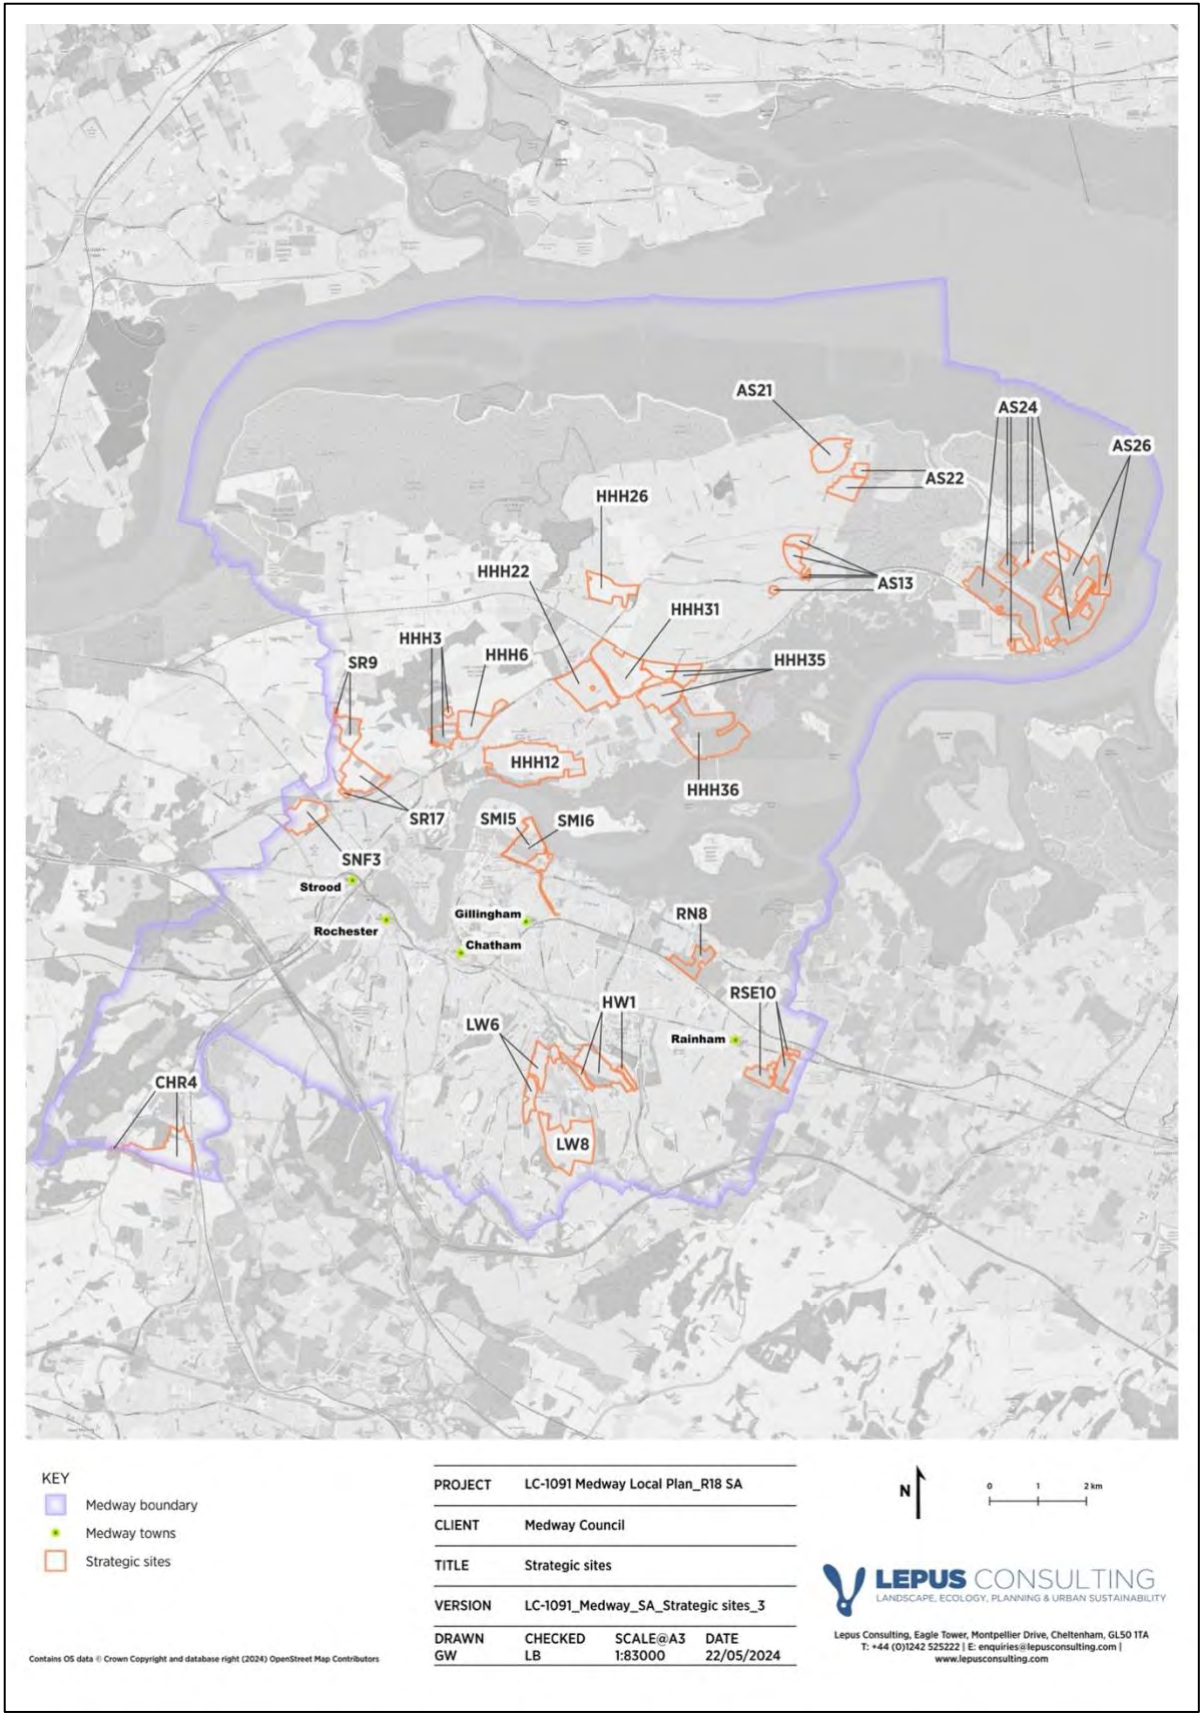 AS21
AS24
AS26
AS22
HHH26
HHH22
AS13
HHH31
HHH3
HHH6
SR9
HHH35
HHH12
HHH36
SR17
SMI5
SMI6
SNF3
Strood
Gillingham
RN8
Rochester
Chatham
RSE10
HW1
LW6
Rainham
CHR4
LW8
KEY
Medway boundary
Medway towns
Strategic sites
Contains OS data © Crown Copyright and database right (2024) OpenStreet Map Contributors
PROJECT LC-1091 Medway Local Plan_R18 SA
CLIENT Medway Council
TITLE Strategic sites
VERSION LC-1091_Medway_SA_Strategic sites_3
DRAWN CHECKED SCALE@A3 DATE
GW LB 1:83000 22/05/2024
N
0 1 2 km
LEPUS CONSULTING
LANDSCAPE, ECOLOGY, PLANNING & URBAN SUSTAINABILITY
Lepus Consulting, Eagle Tower, Montpellier Drive, Cheltenham, GL50 1TA
T: +44 (0)1242 525222 | E: enquiries@lepusconsulting.com |
www.lepusconsulting.com